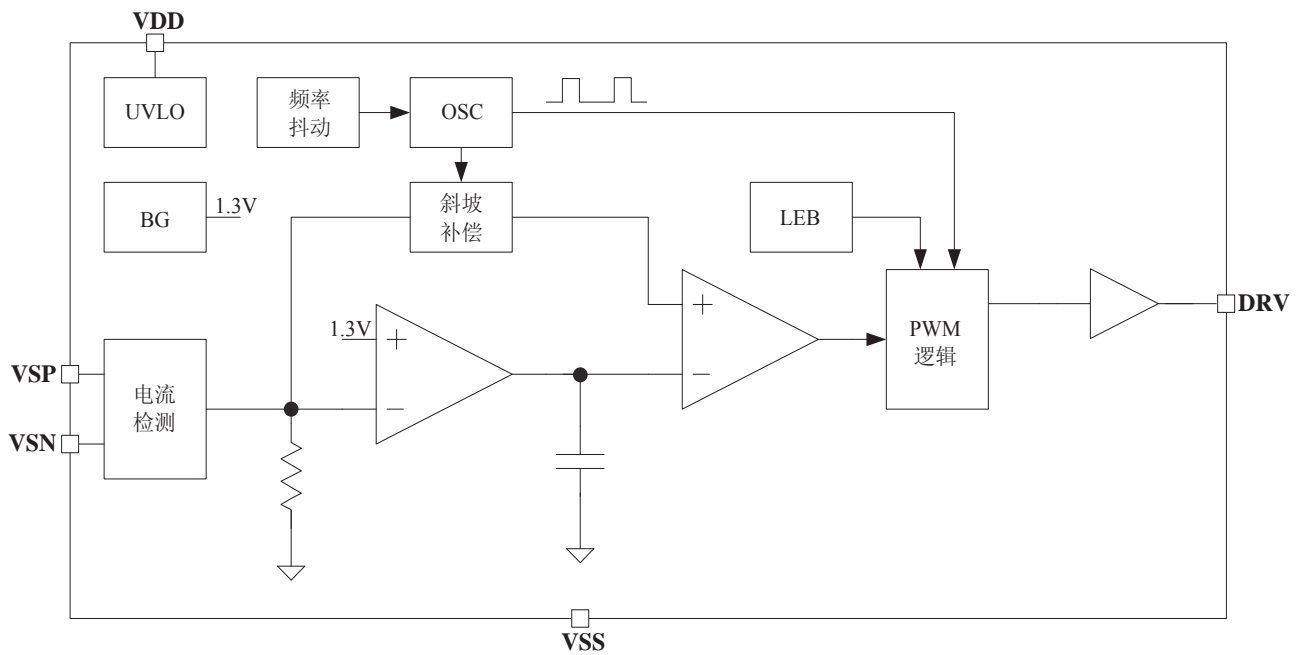 VDD
UVLO
频率
抖动
OSC
BG
1.3V
斜坡
补偿
LEB
1.3V
+
−
+
−
PWM
逻辑
DRV
VSP
VSN
电流
检测
VSS